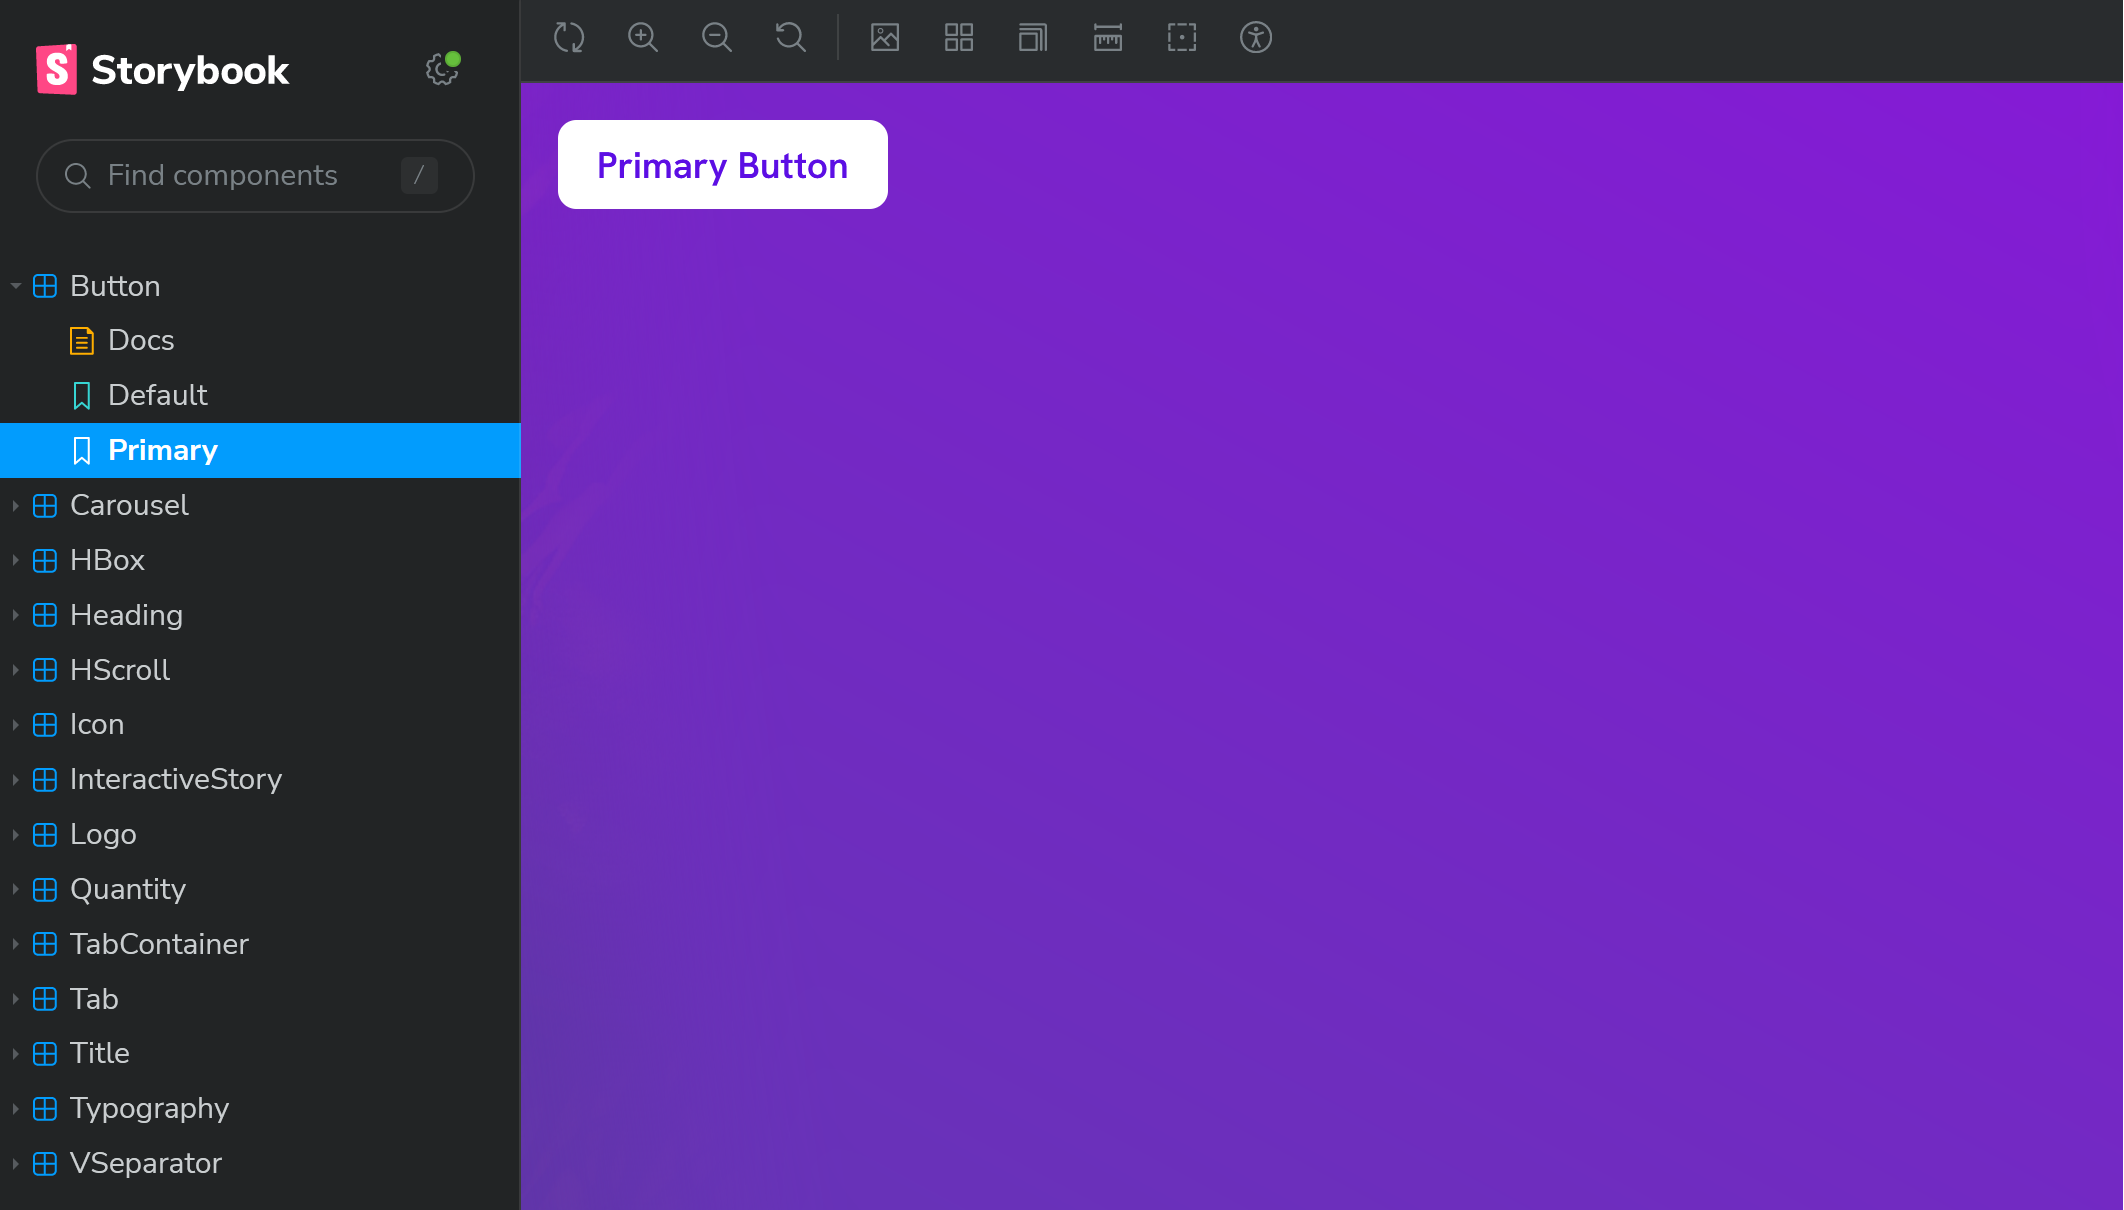 Storybook
Find components /
Button
Docs
Default
Primary
Carousel
HBox
Heading
HScroll
Icon
InteractiveStory
Logo
Quantity
TabContainer
Tab
Title
Typography
VSeparator
Primary Button